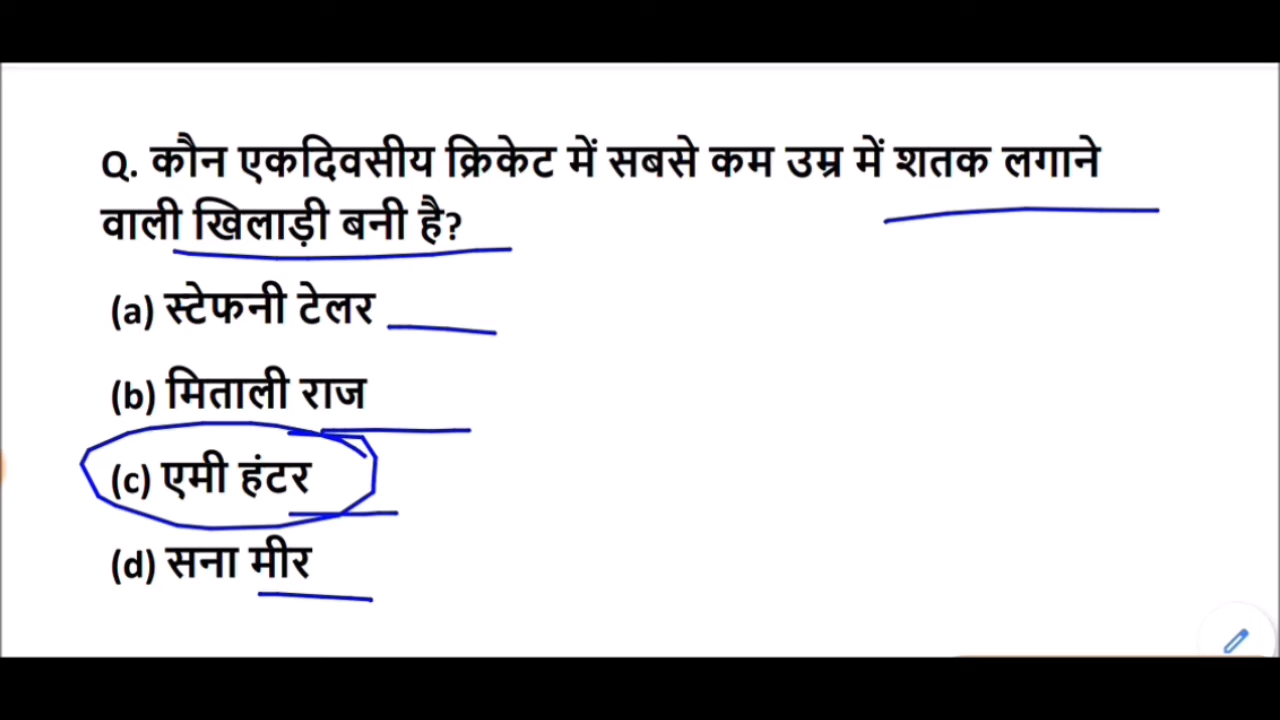 Q. कौन एकदिवसीय क्रिकेट में सबसे कम उम्र में शतक लगाने
वाली खिलाड़ी बनी है?
(a) स्टेफनी टेलर
(b) मिताली राज
(c) एमी हंटर
(d) सना मीर